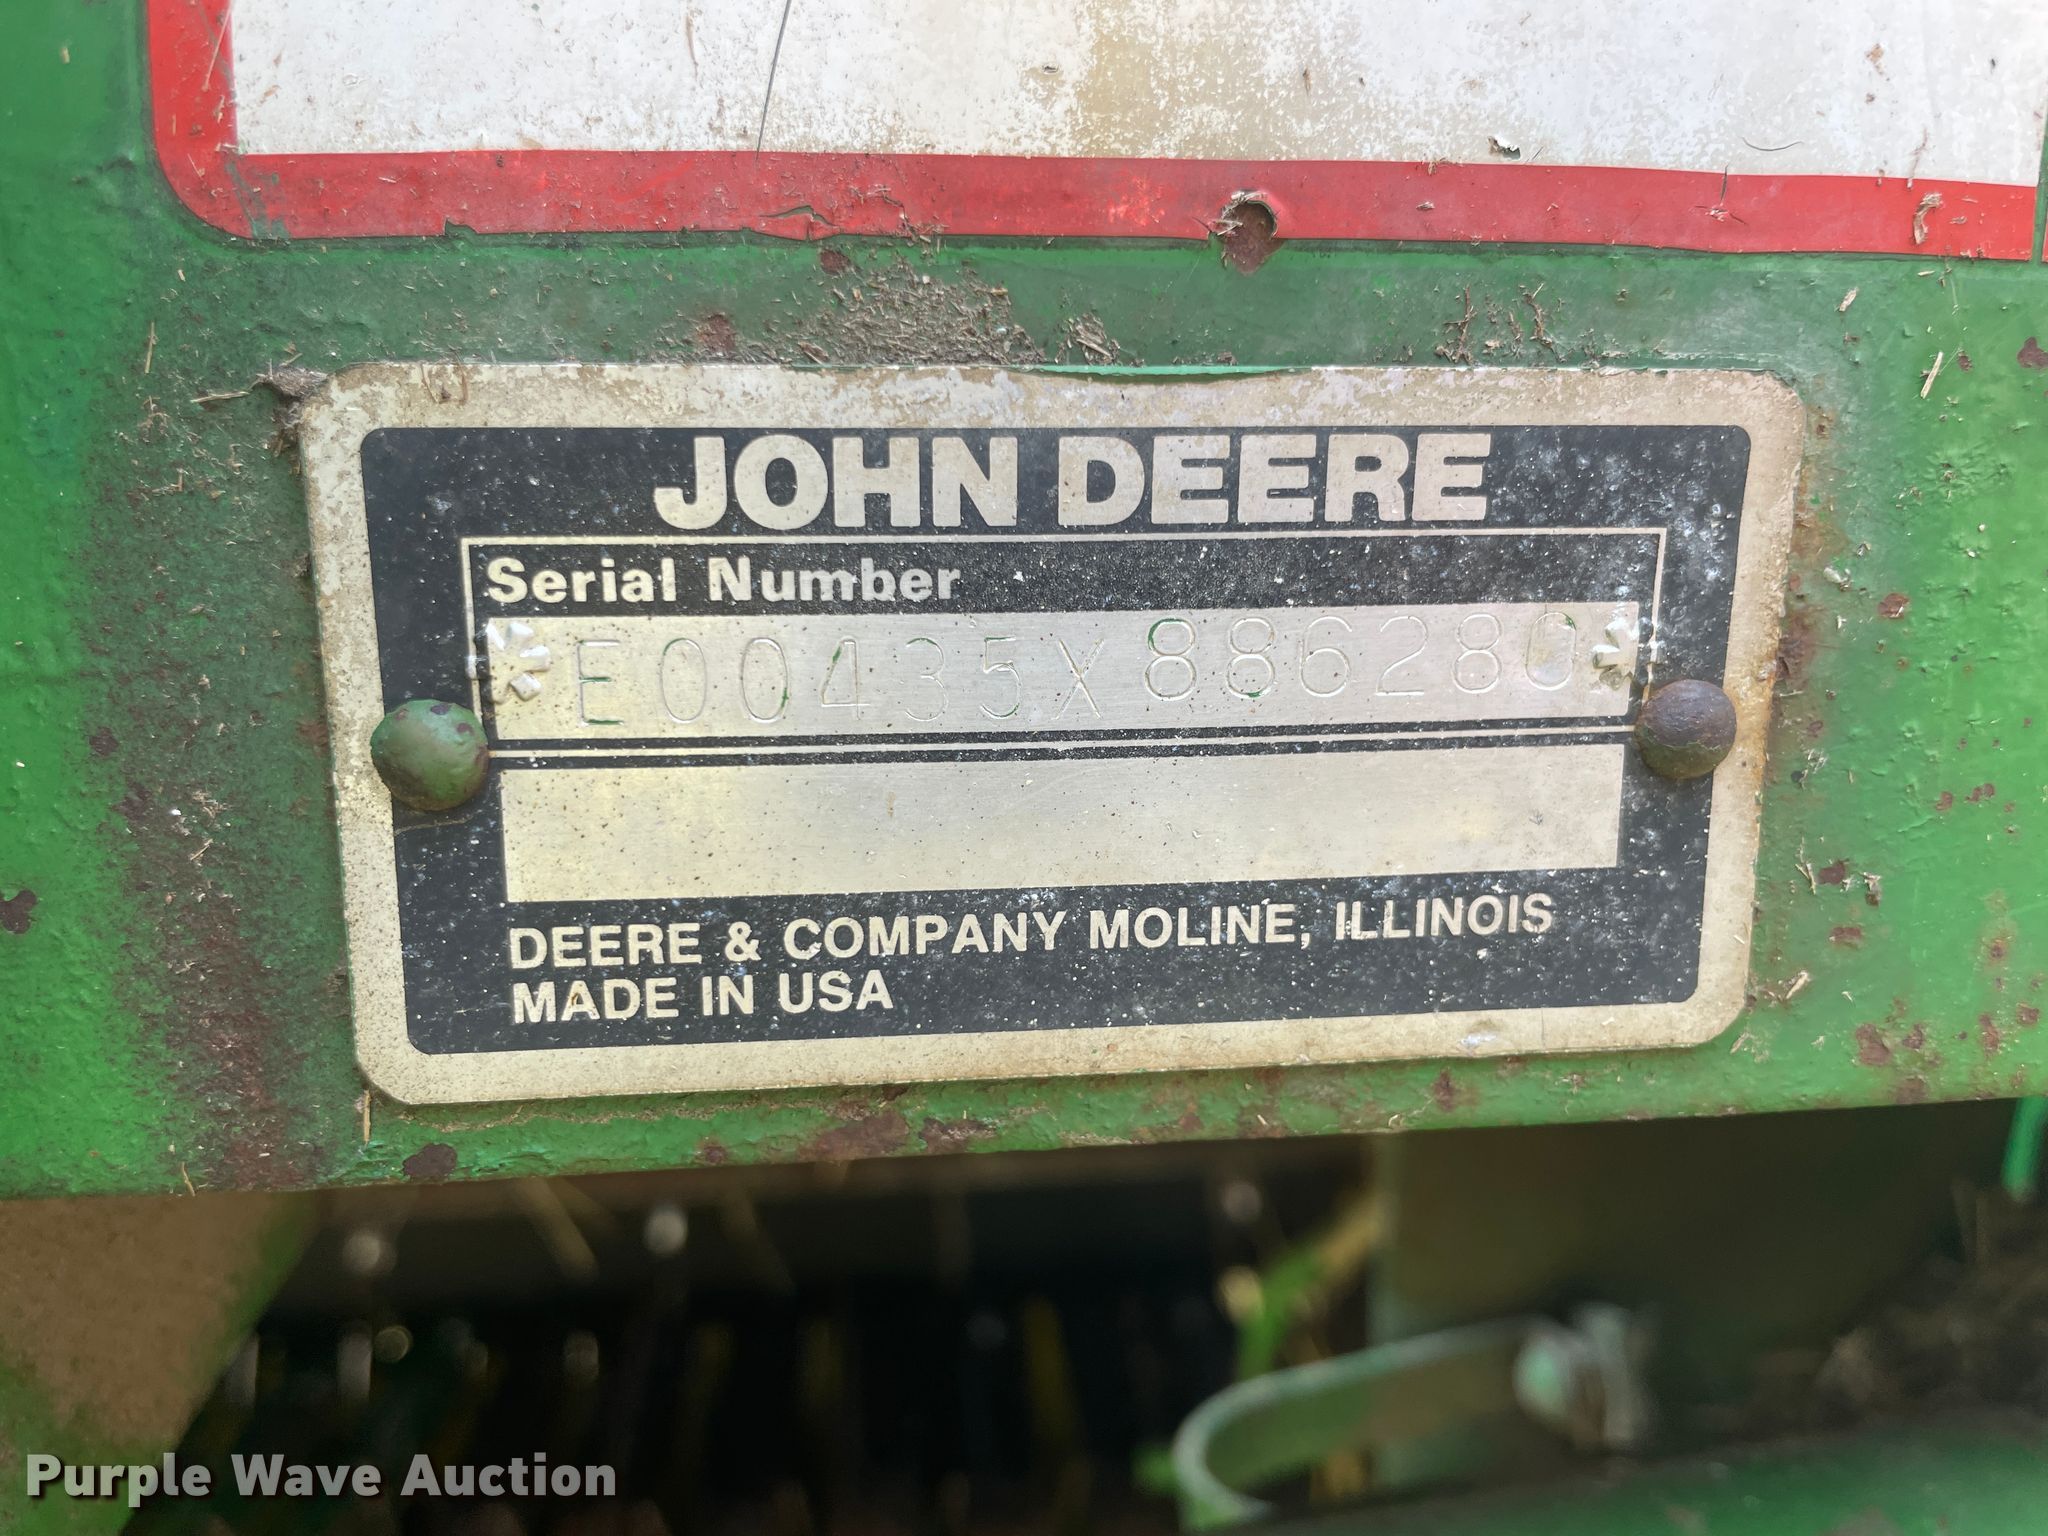 JOHN DEERE
Serial Number
*E00435X886280*
DEERE & COMPANY MOLINE, ILLINOIS
MADE IN USA
Purple Wave Auction